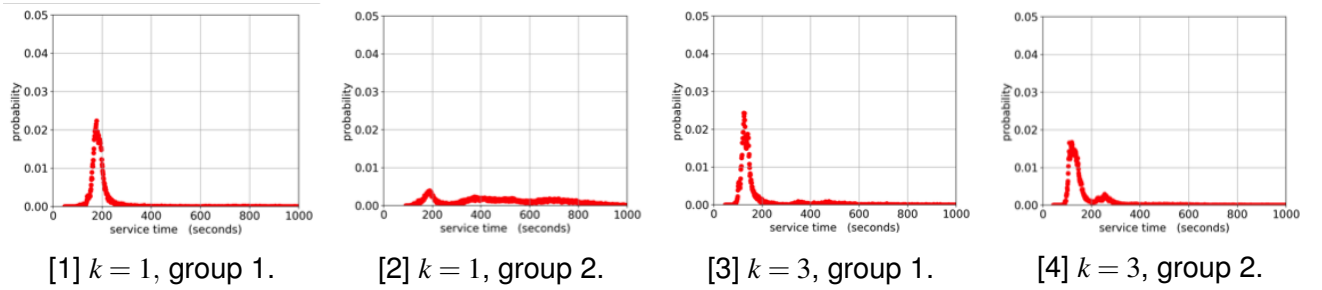 0.05
0.04
0.03
0.02
0.01
0.00
probability
0 200 400 600 800 1000
service time (seconds)
[1] k = 1, group 1.
0.05
0.04
0.03
0.02
0.01
0.00
probability
0 200 400 600 800 1000
service time (seconds)
[2] k = 1, group 2.
0.05
0.04
0.03
0.02
0.01
0.00
probability
0 200 400 600 800 1000
service time (seconds)
[3] k = 3, group 1.
0.05
0.04
0.03
0.02
0.01
0.00
probability
0 200 400 600 800 1000
service time (seconds)
[4] k = 3, group 2.